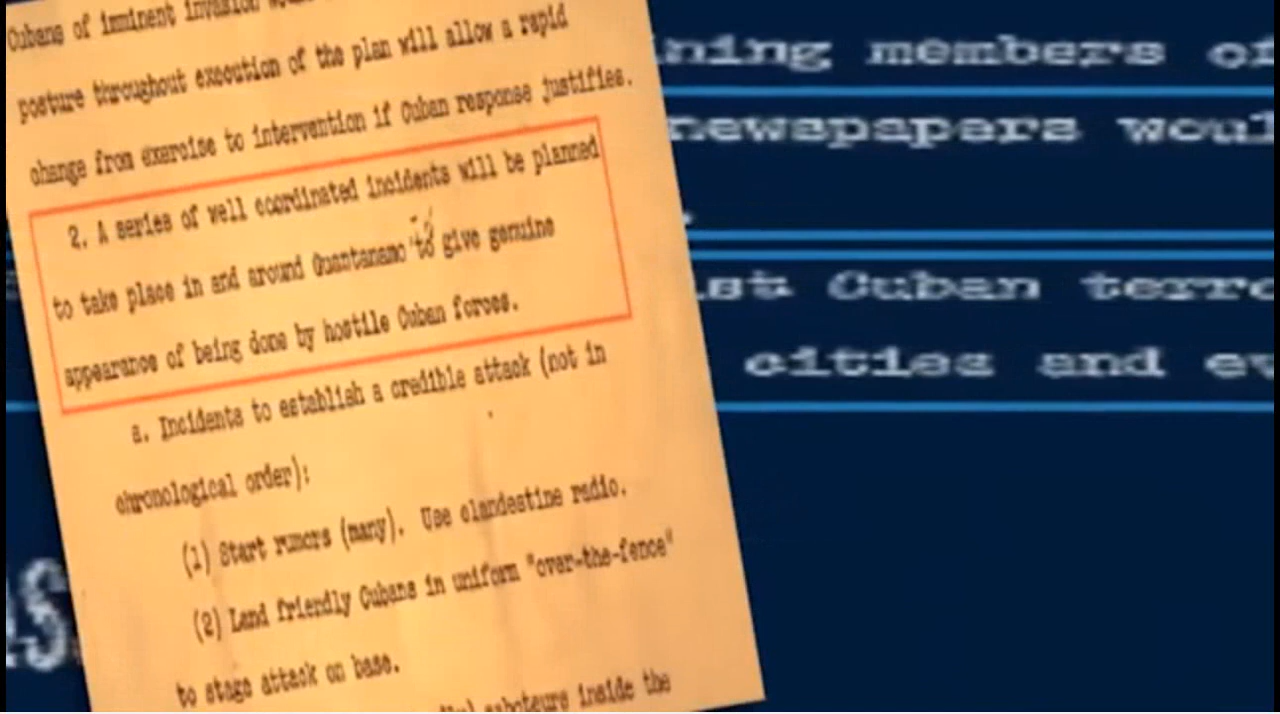 Cubans of imminent invasion
posture throughout execution of the plan will allow a rapid
change from exercise to intervention if Cuban response justifies.
2. A series of well coordinated incidents will be planned
to take place in and around Guantanamo to give genuine
appearance of being done by hostile Cuban forces.
a. Incidents to establish a credible attack (not in
chronological order):
(1) Start rumors (many). Use clandestine radio.
(2) Land friendly Cubans in uniform "over-the-fence"
to stage attack on base.
saboteurs inside the
ning members of
newspapers woul
.
ist Cuban terro
cities and ev
AS